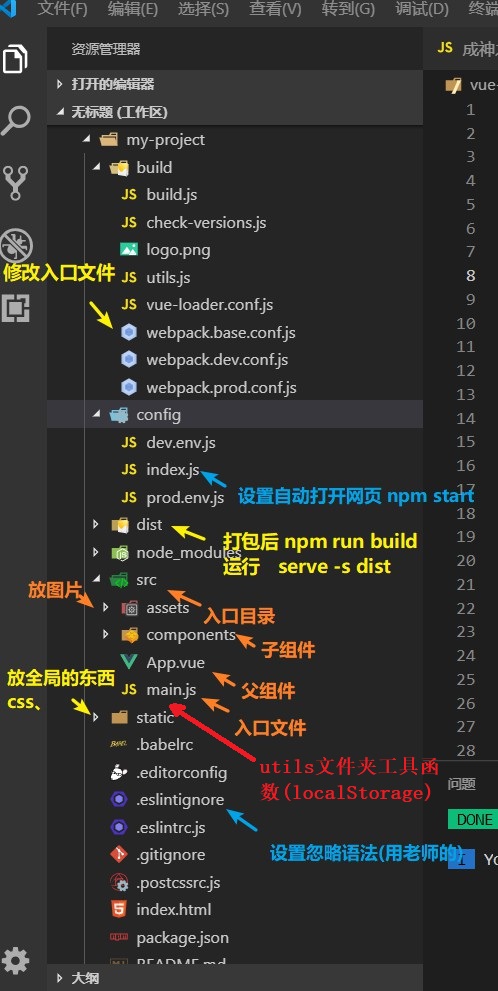 文件(F) 编辑(E) 选择(S) 查看(V) 转到(G) 调试(D) 终端
资源管理器
JS 成神之
打开的编辑器
vue-
无标题 (工作区)
1
my-project
2
build
3
JS build.js
4
JS check-versions.js
5
logo.png
6
修改入口文件
JS utils.js
7
JS vue-loader.conf.js
8
9
webpack.base.conf.js
10
webpack.dev.conf.js
11
webpack.prod.conf.js
12
config
13
JS dev.env.js
14
15
JS index.js
16
设置自动打开网页 npm start
JS prod.env.js
17
dist
18
打包后 npm run build
19
node_modules
20
运行 serve -s dist
src
21
放图片
assets
22
入口目录
components
23
子组件
App.vue
24
放全局的东西
父组件
25
css、
JS main.js
26
static
入口文件
27
.babelrc
28
utils文件夹工具函
.editorconfig
问题
数(localStorage)
.eslintignore
DONE
.eslintrc.js
设置忽略语法(用老师的)
I Yo
.gitignore
.postcssrc.js
index.html
package.json
README.md
大纲